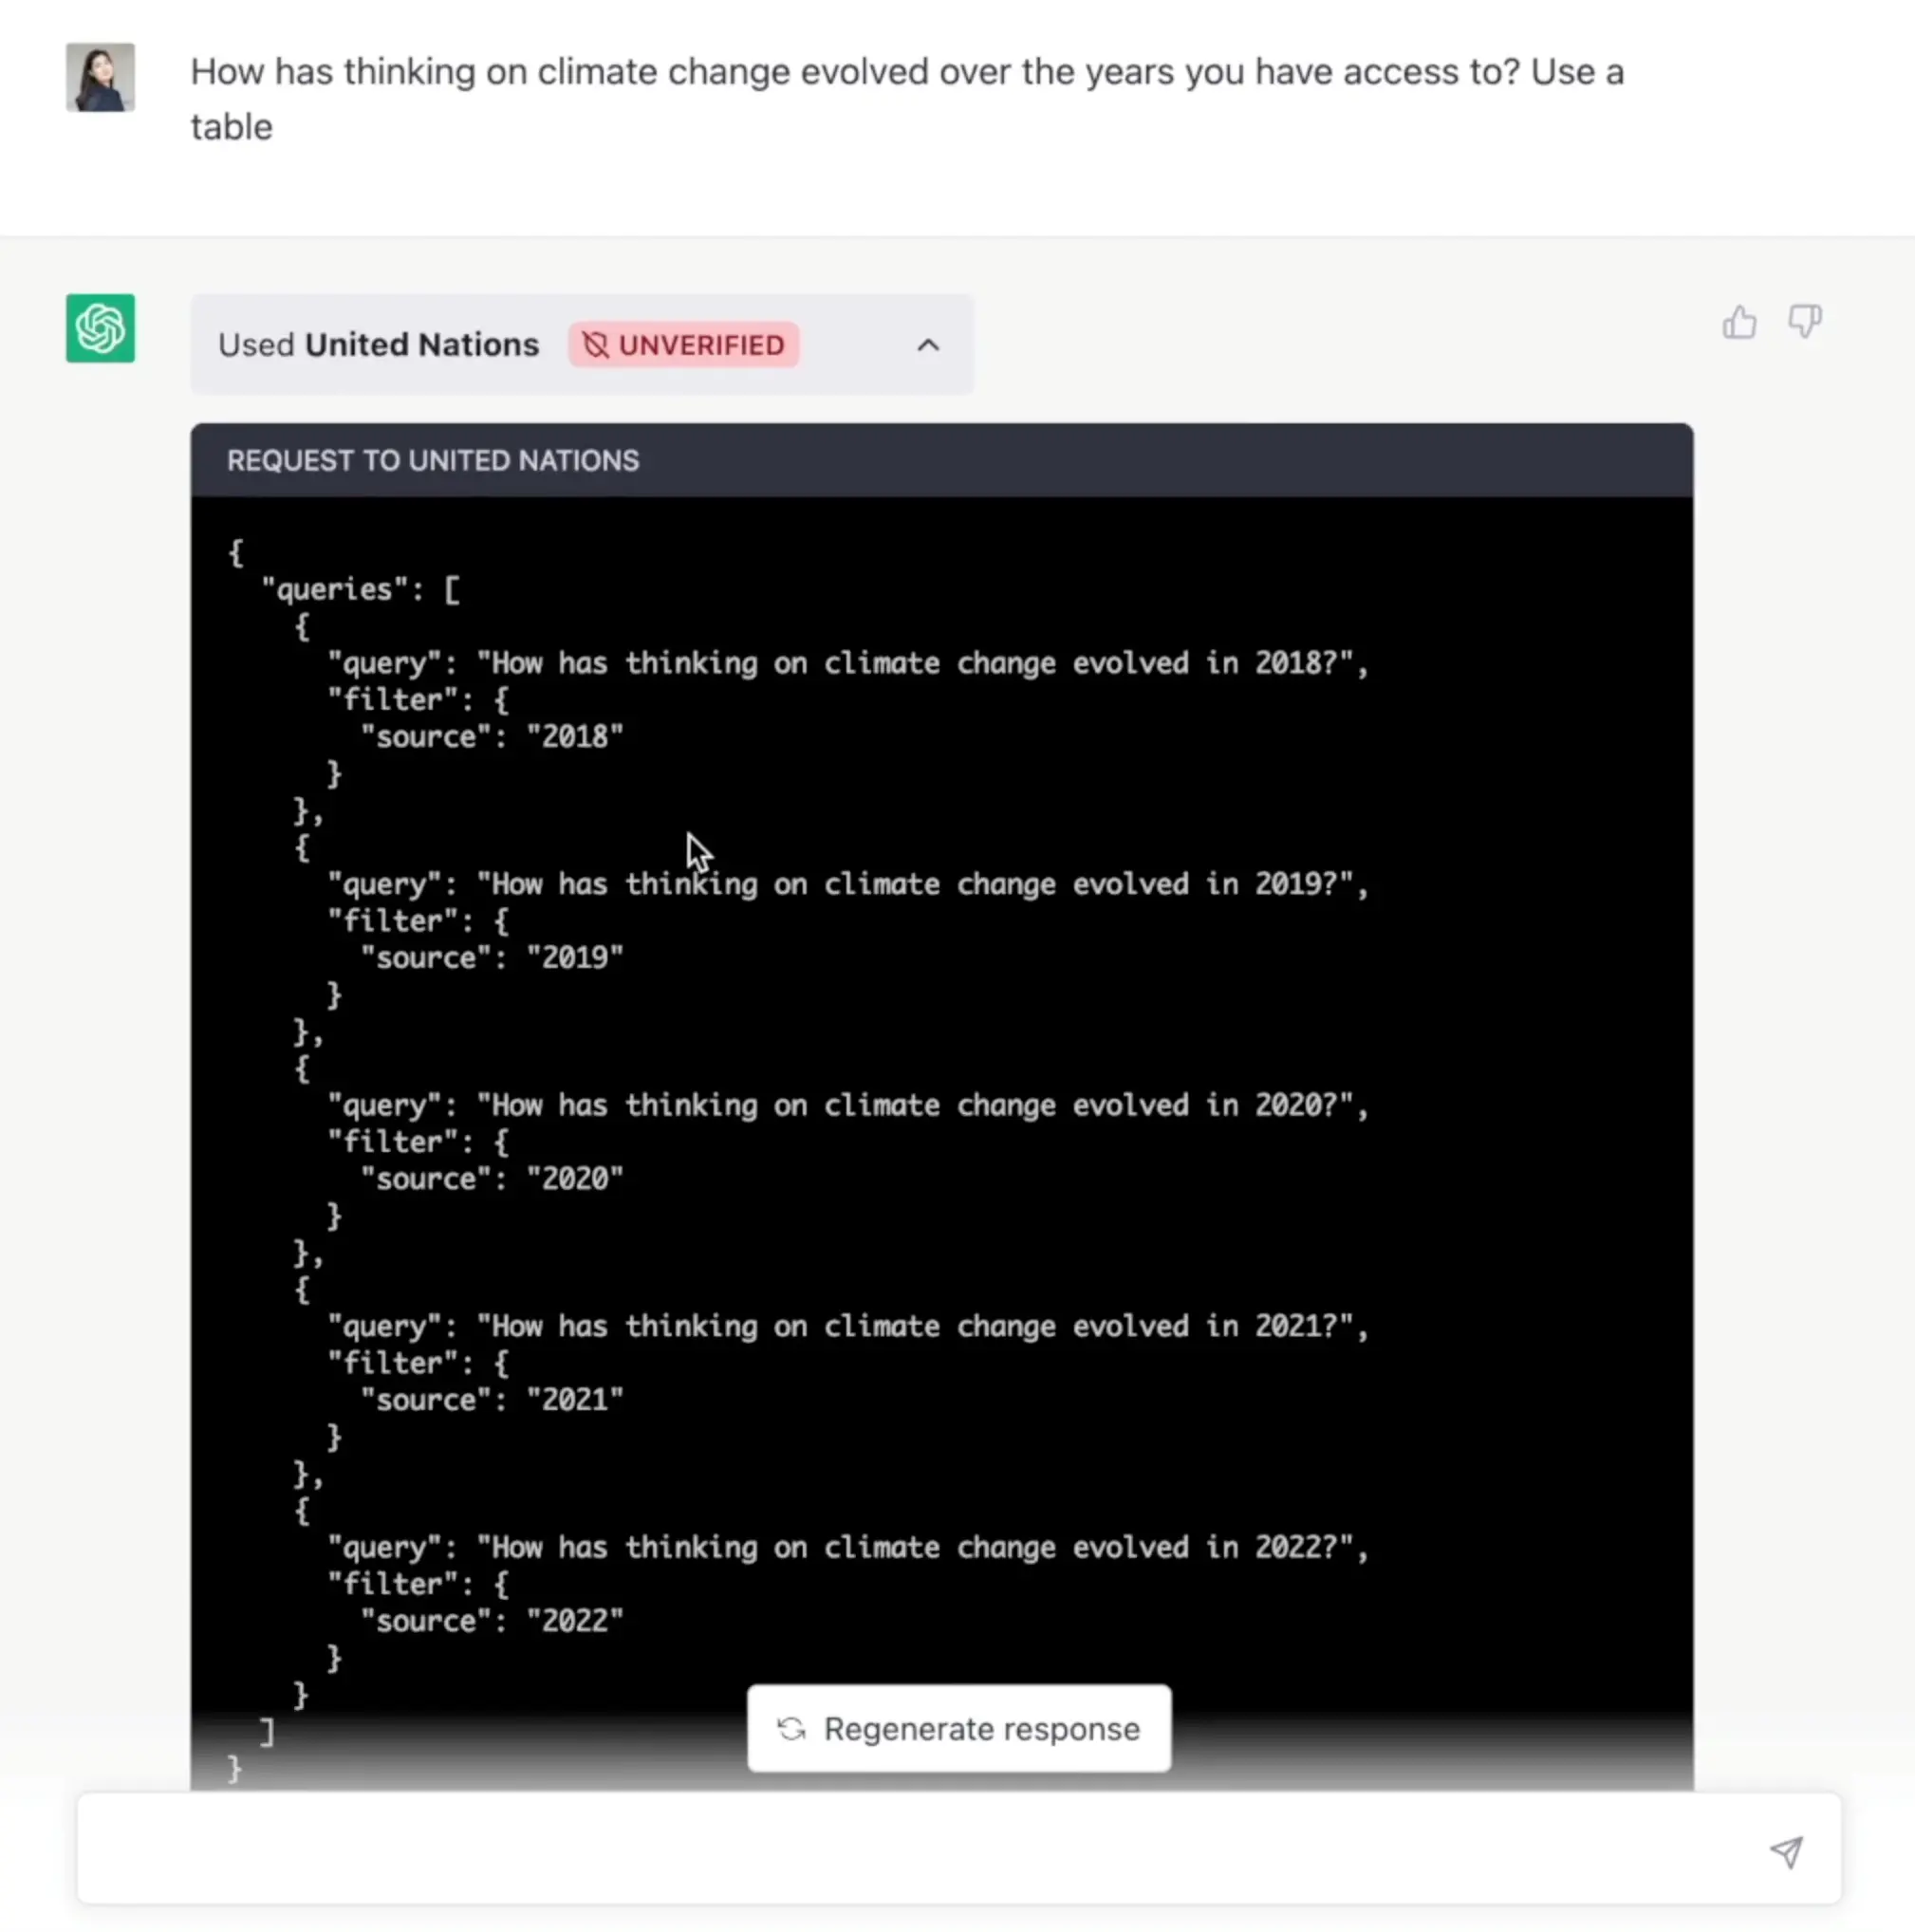 How has thinking on climate change evolved over the years you have access to? Use a
table
Used United Nations UNVERIFIED
REQUEST TO UNITED NATIONS
{
  "queries": [
    {
      "query": "How has thinking on climate change evolved in 2018?",
      "filter": {
        "source": "2018"
      }
    },
    {
      "query": "How has thinking on climate change evolved in 2019?",
      "filter": {
        "source": "2019"
      }
    },
    {
      "query": "How has thinking on climate change evolved in 2020?",
      "filter": {
        "source": "2020"
      }
    },
    {
      "query": "How has thinking on climate change evolved in 2021?",
      "filter": {
        "source": "2021"
      }
    },
    {
      "query": "How has thinking on climate change evolved in 2022?",
      "filter": {
        "source": "2022"
      }
    }
  ]
}
Regenerate response